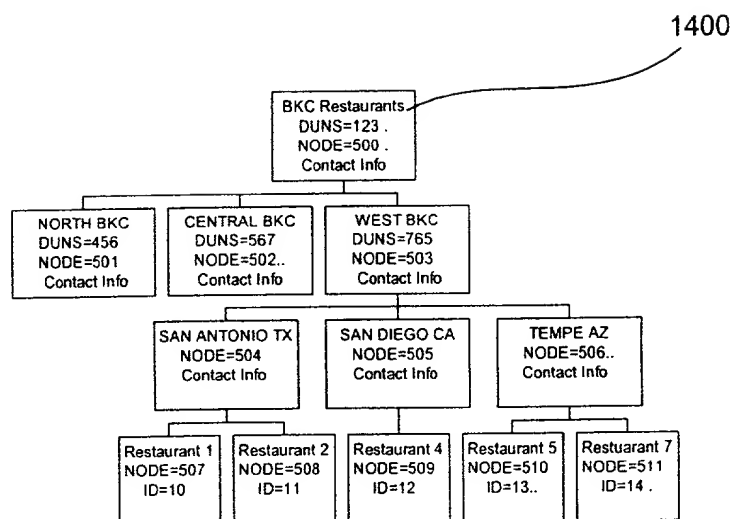 1400
BKC Restaurants
DUNS=123 .
NODE=500 .
Contact Info
NORTH BKC
DUNS=456
NODE=501
Contact Info
CENTRAL BKC
DUNS=567
NODE=502..
Contact Info
WEST BKC
DUNS=765
NODE=503
Contact Info
SAN ANTONIO TX
NODE=504
Contact Info
SAN DIEGO CA
NODE=505
Contact Info
TEMPE AZ
NODE=506..
Contact Info
Restaurant 1
NODE=507
ID=10
Restaurant 2
NODE=508
ID=11
Restaurant 4
NODE=509
ID=12
Restaurant 5
NODE=510
ID=13..
Restuarant 7
NODE=511
ID=14 .